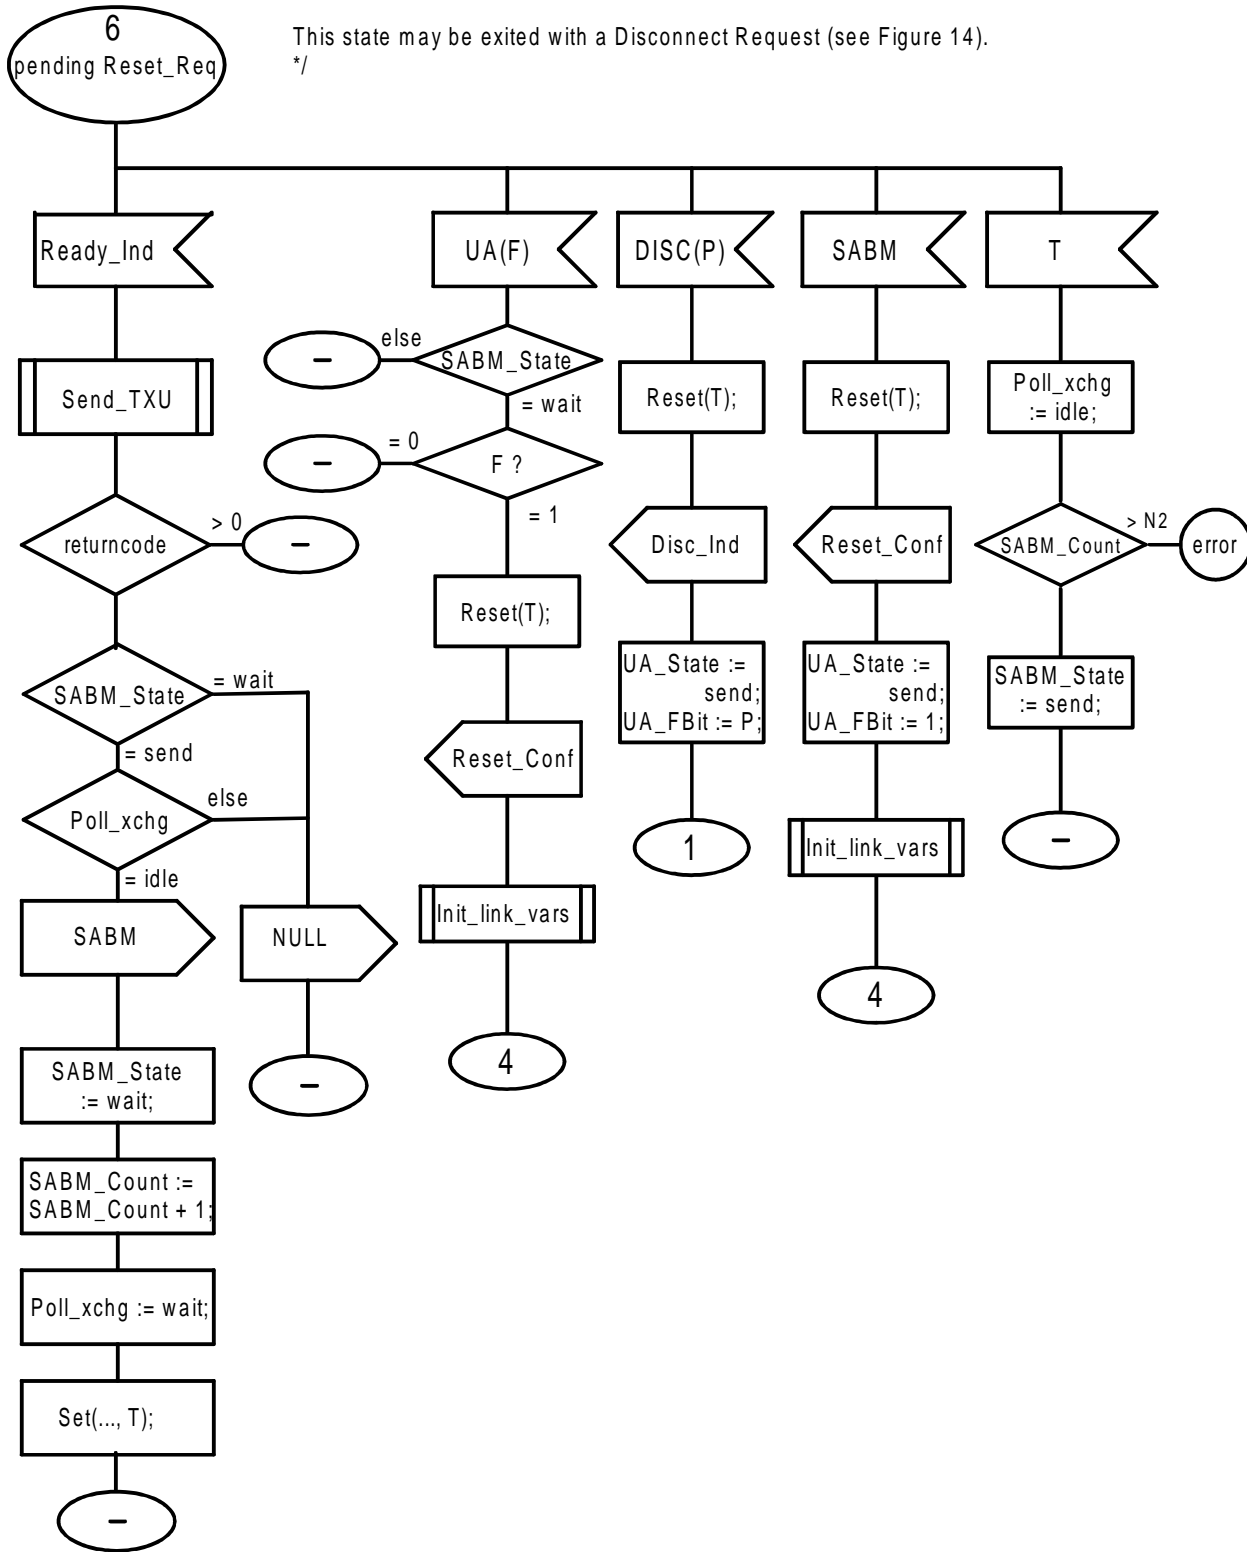 6
pending Reset_Req
This state may be exited with a Disconnect Request (see Figure 14).
*/
Ready_Ind
UA(F)
DISC(P)
SABM
T
Send_TXU
else
SABM_State
= wait
= 0
F ?
= 1
Reset(T);
Reset(T);
Poll_xchg
:= idle;
returncode
> 0
–
–
–
Disc_Ind
Reset_Conf
SABM_Count
> N2
error
Reset(T);
SABM_State
= wait
= send
UA_State :=
send;
UA_FBit := P;
UA_State :=
send;
UA_FBit := 1;
SABM_State
:= send;
Reset_Conf
Poll_xchg
else
= idle
1
Init_link_vars
–
SABM
NULL
Init_link_vars
4
SABM_State
:= wait;
–
4
SABM_Count :=
SABM_Count + 1;
Poll_xchg := wait;
Set(..., T);
–